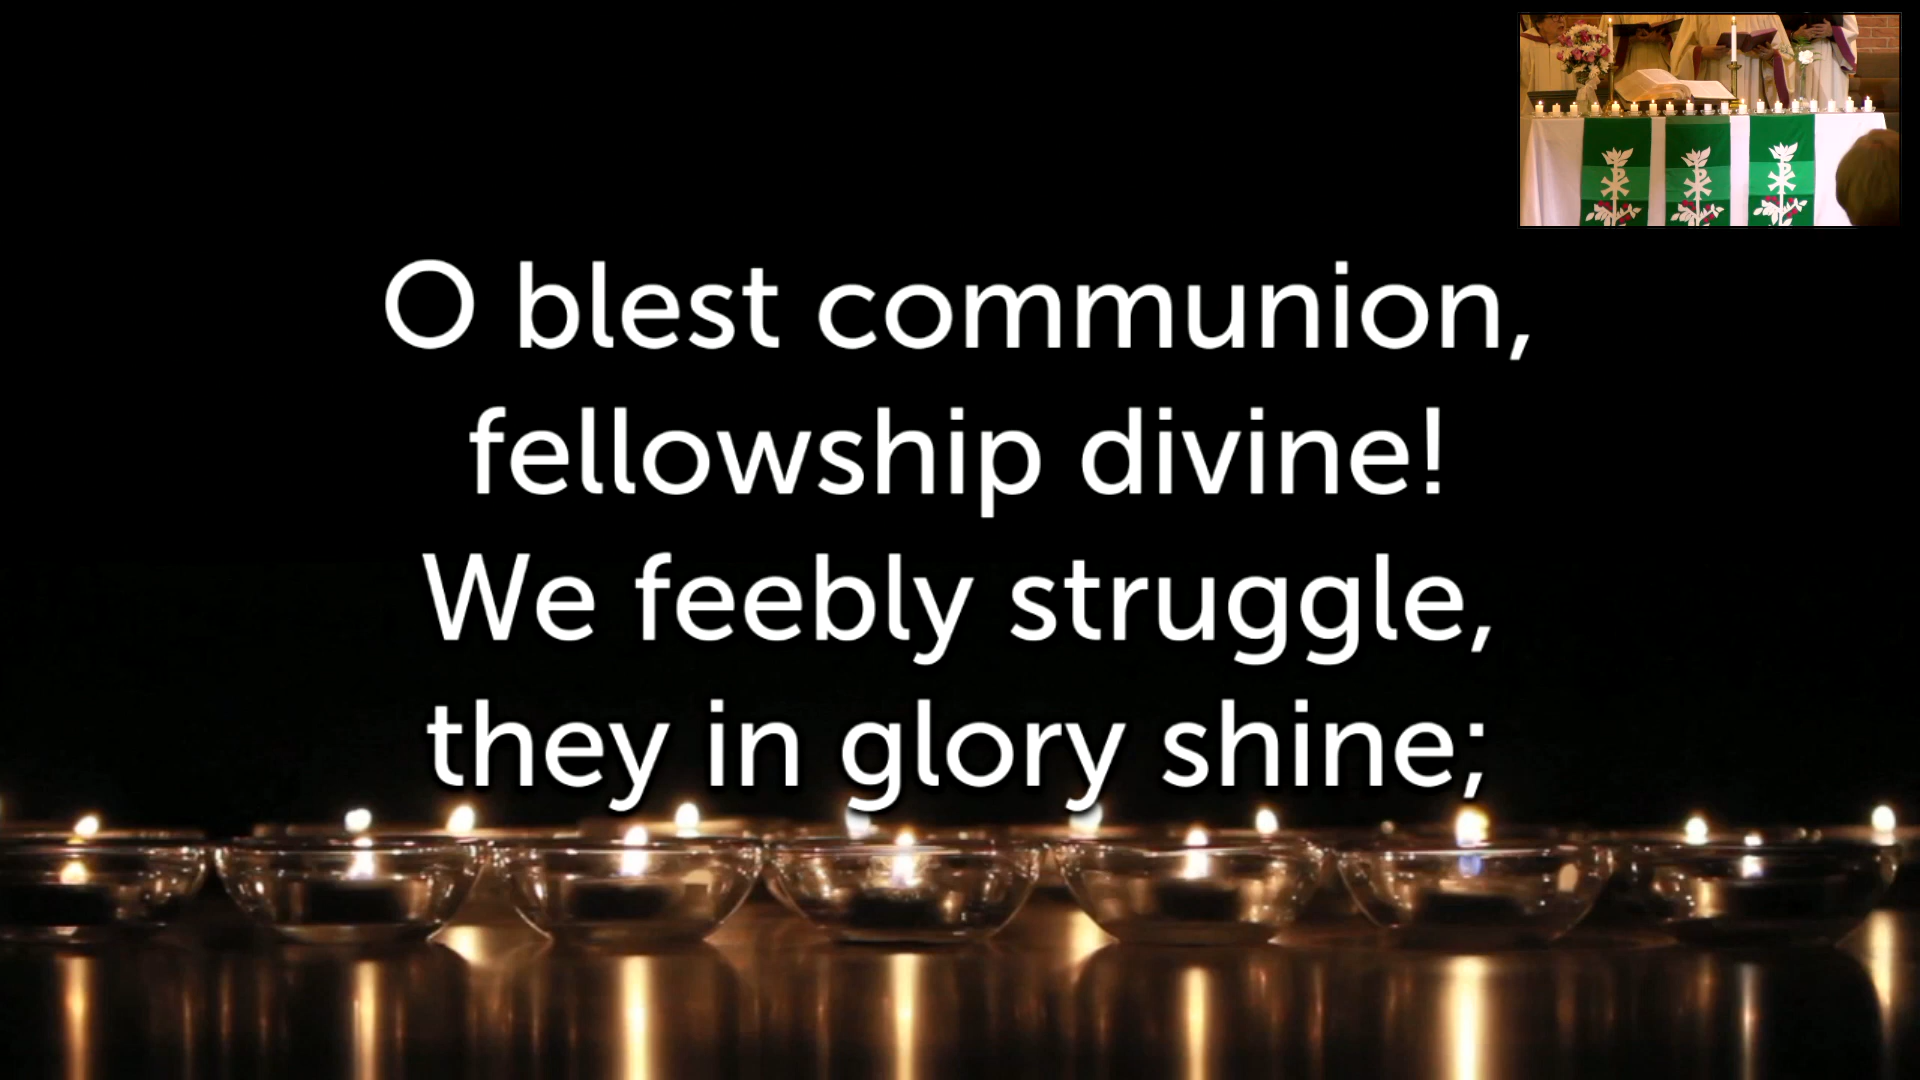 O blest communion,
fellowship divine!
We feebly struggle,
they in glory shine;